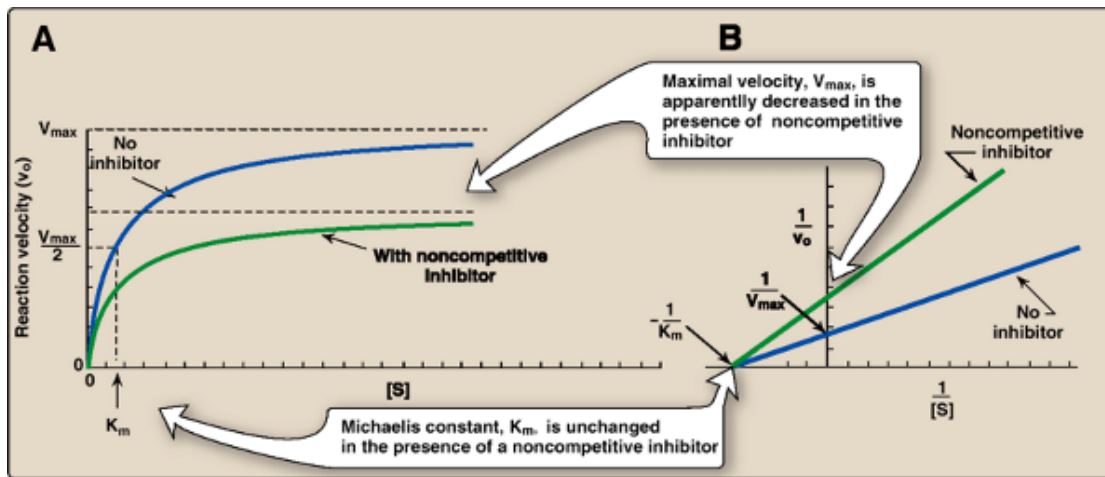 A
B
Maximal velocity, Vmax, is
apparentlly decreased in the
presence of noncompetitive
inhibitor
Noncompetitive
inhibitor
Vmax
No
inhibitor
Reaction velocity (vo)
Vmax
2
With noncompetitive
inhibitor
0
0
[S]
Km
1
vo
1
Vmax
- 1
Km
No
inhibitor
1
[S]
Michaelis constant, Km, is unchanged
in the presence of a noncompetitive inhibitor